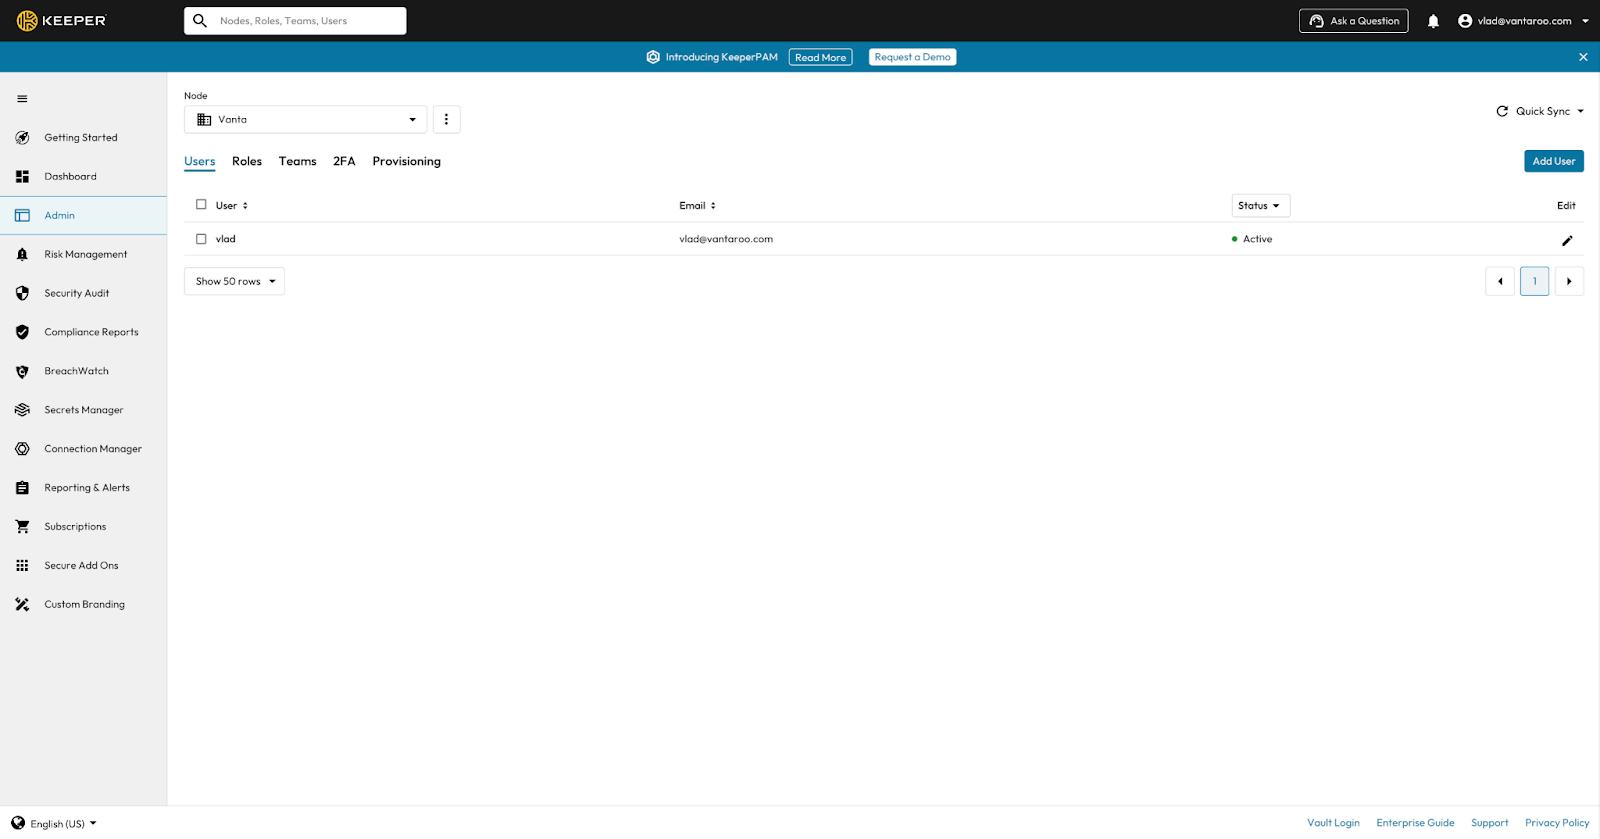 KEEPER
Nodes, Roles, Teams, Users
Ask a Question
vlad@vantaroo.com
Introducing KeeperPAM
Read More
Request a Demo
Getting Started
Dashboard
Admin
Risk Management
Security Audit
Compliance Reports
BreachWatch
Secrets Manager
Connection Manager
Reporting & Alerts
Subscriptions
Secure Add Ons
Custom Branding
Node
Vanta
Quick Sync
Users Roles Teams 2FA Provisioning
Add User
User Email Status Edit
vlad vlad@vantaroo.com Active
Show 50 rows
1
English (US)
Vault Login Enterprise Guide Support Privacy Policy